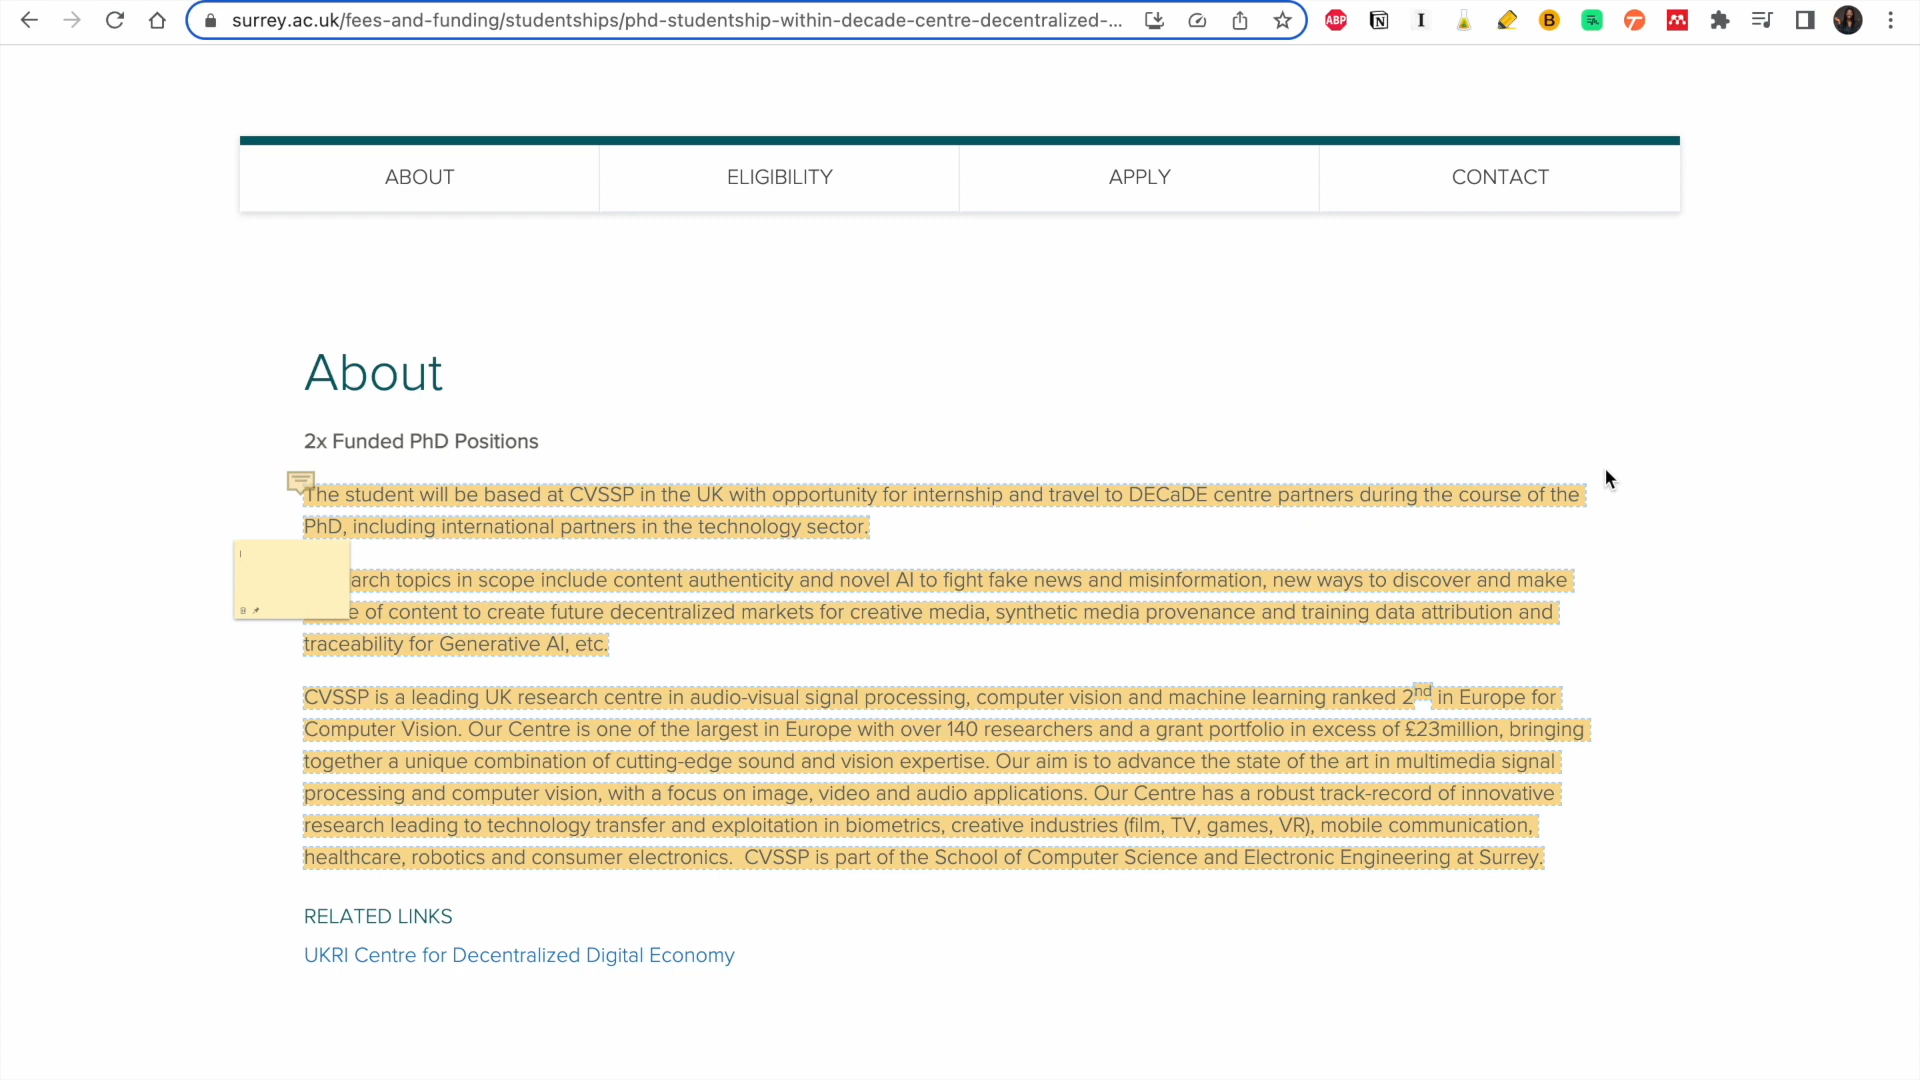 surrey.ac.uk/fees-and-funding/studentships/phd-studentship-within-decade-centre-decentralized-...
ABP
N
I
B
ABOUT
ELIGIBILITY
APPLY
CONTACT
About
2x Funded PhD Positions
The student will be based at CVSSP in the UK with opportunity for internship and travel to DECaDE centre partners during the course of the
PhD, including international partners in the technology sector.
arch topics in scope include content authenticity and novel AI to fight fake news and misinformation, new ways to discover and make
e of content to create future decentralized markets for creative media, synthetic media provenance and training data attribution and
traceability for Generative AI, etc.
CVSSP is a leading UK research centre in audio-visual signal processing, computer vision and machine learning ranked 2nd in Europe for
Computer Vision. Our Centre is one of the largest in Europe with over 140 researchers and a grant portfolio in excess of £23million, bringing
together a unique combination of cutting-edge sound and vision expertise. Our aim is to advance the state of the art in multimedia signal
processing and computer vision, with a focus on image, video and audio applications. Our Centre has a robust track-record of innovative
research leading to technology transfer and exploitation in biometrics, creative industries (film, TV, games, VR), mobile communication,
healthcare, robotics and consumer electronics.  CVSSP is part of the School of Computer Science and Electronic Engineering at Surrey.
RELATED LINKS
UKRI Centre for Decentralized Digital Economy